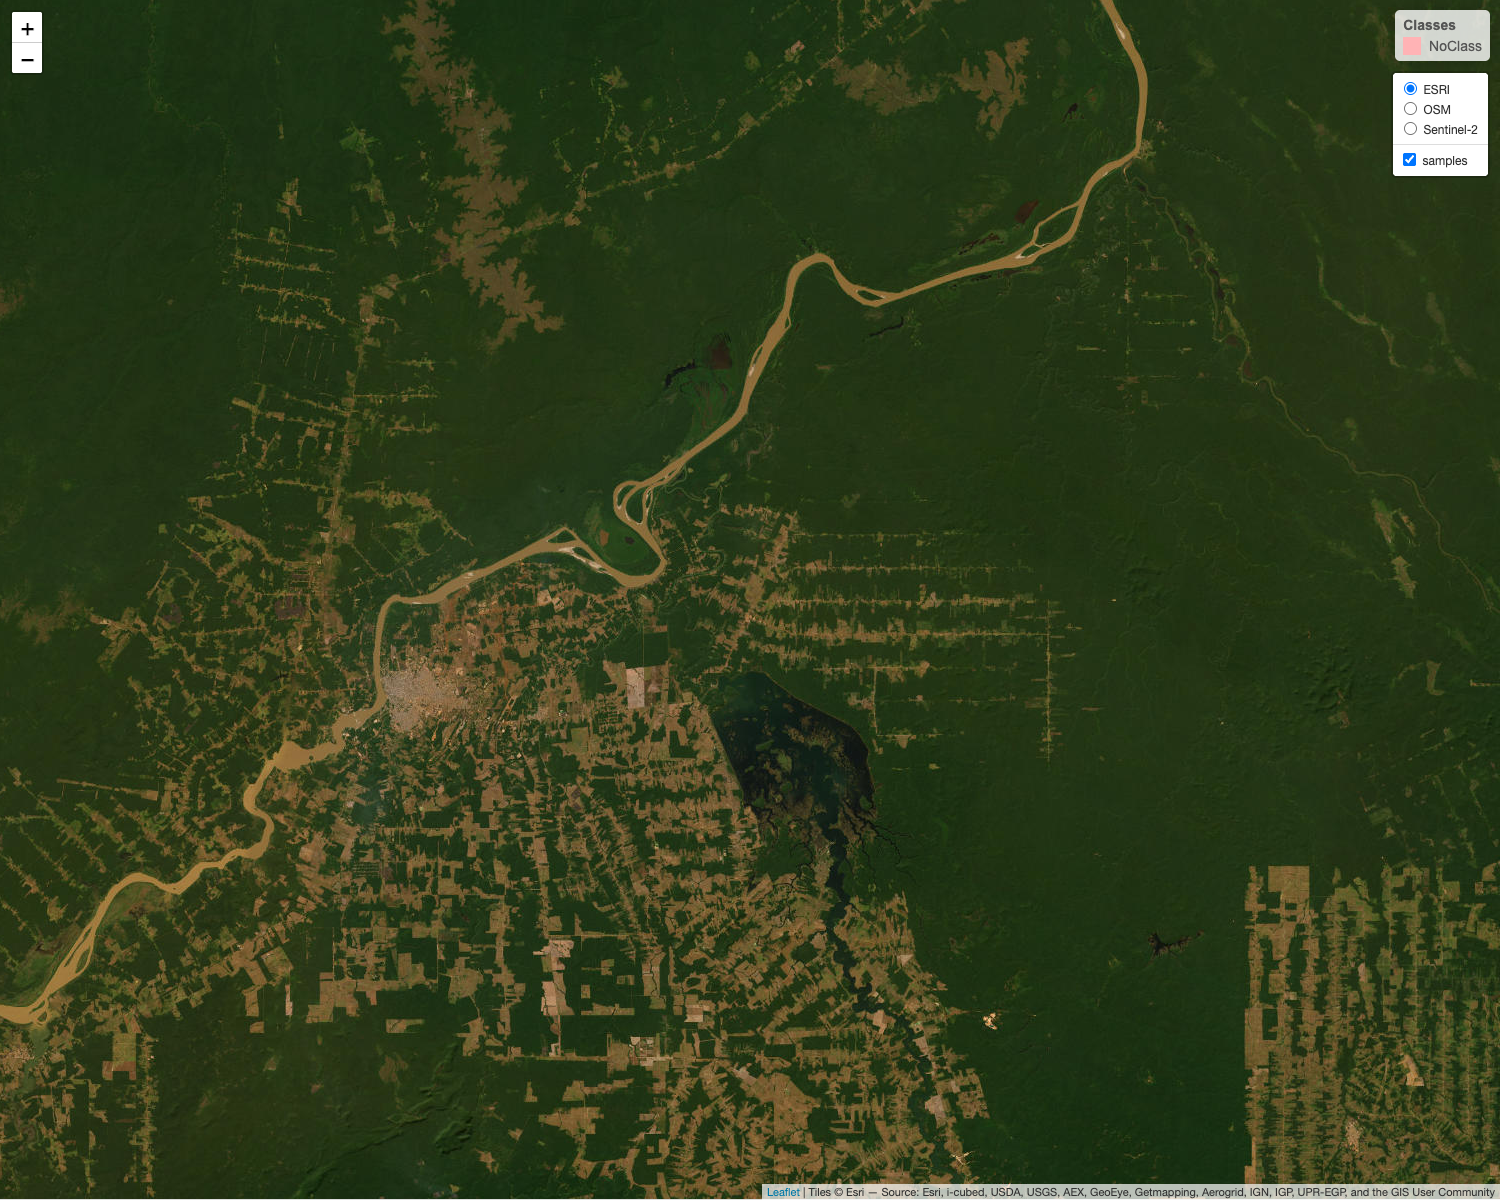 +
−
Classes
NoClass
ESRI
OSM
Sentinel-2
samples
Leaflet | Tiles © Esri — Source: Esri, i-cubed, USDA, USGS, AEX, GeoEye, Getmapping, Aerogrid, IGN, IGP, UPR-EGP, and the GIS User Community